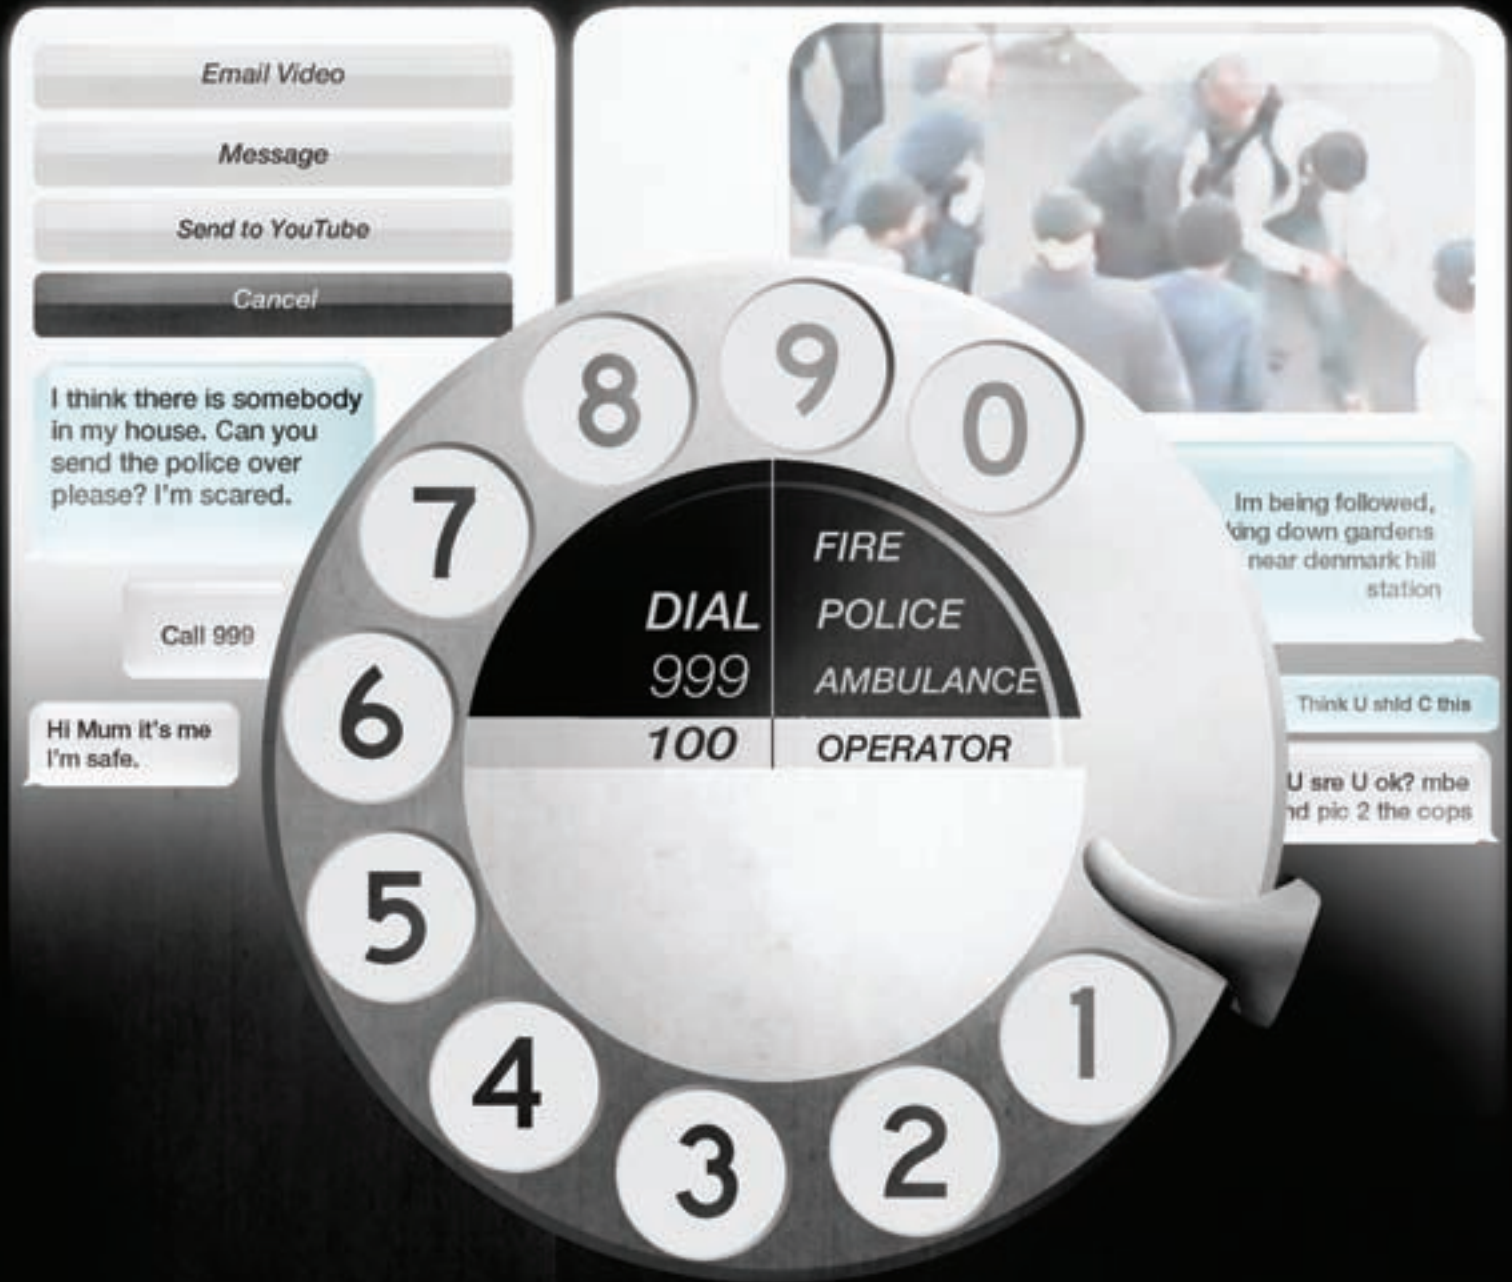 Email Video
Message
Send to YouTube
Cancel
I think there is somebody
in my house. Can you
send the police over
please? I'm scared.
Call 999
Hi Mum it's me
I'm safe.
8
9
0
7
6
5
4
3
2
1
DIAL
999
FIRE
POLICE
AMBULANCE
100
OPERATOR
Im being followed,
down gardens
near denmark hill
station
Think U shld C this
U sre U ok? mbe
pic 2 the cops